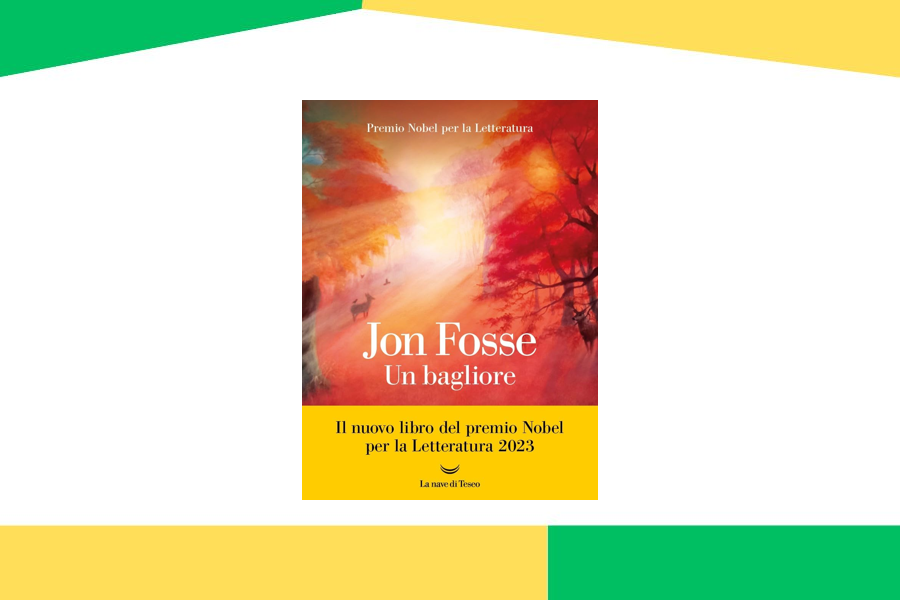 Premio Nobel per la Letteratura
Jon Fosse
Un bagliore
Il nuovo libro del premio Nobel
per la Letteratura 2023
La nave di Teseo